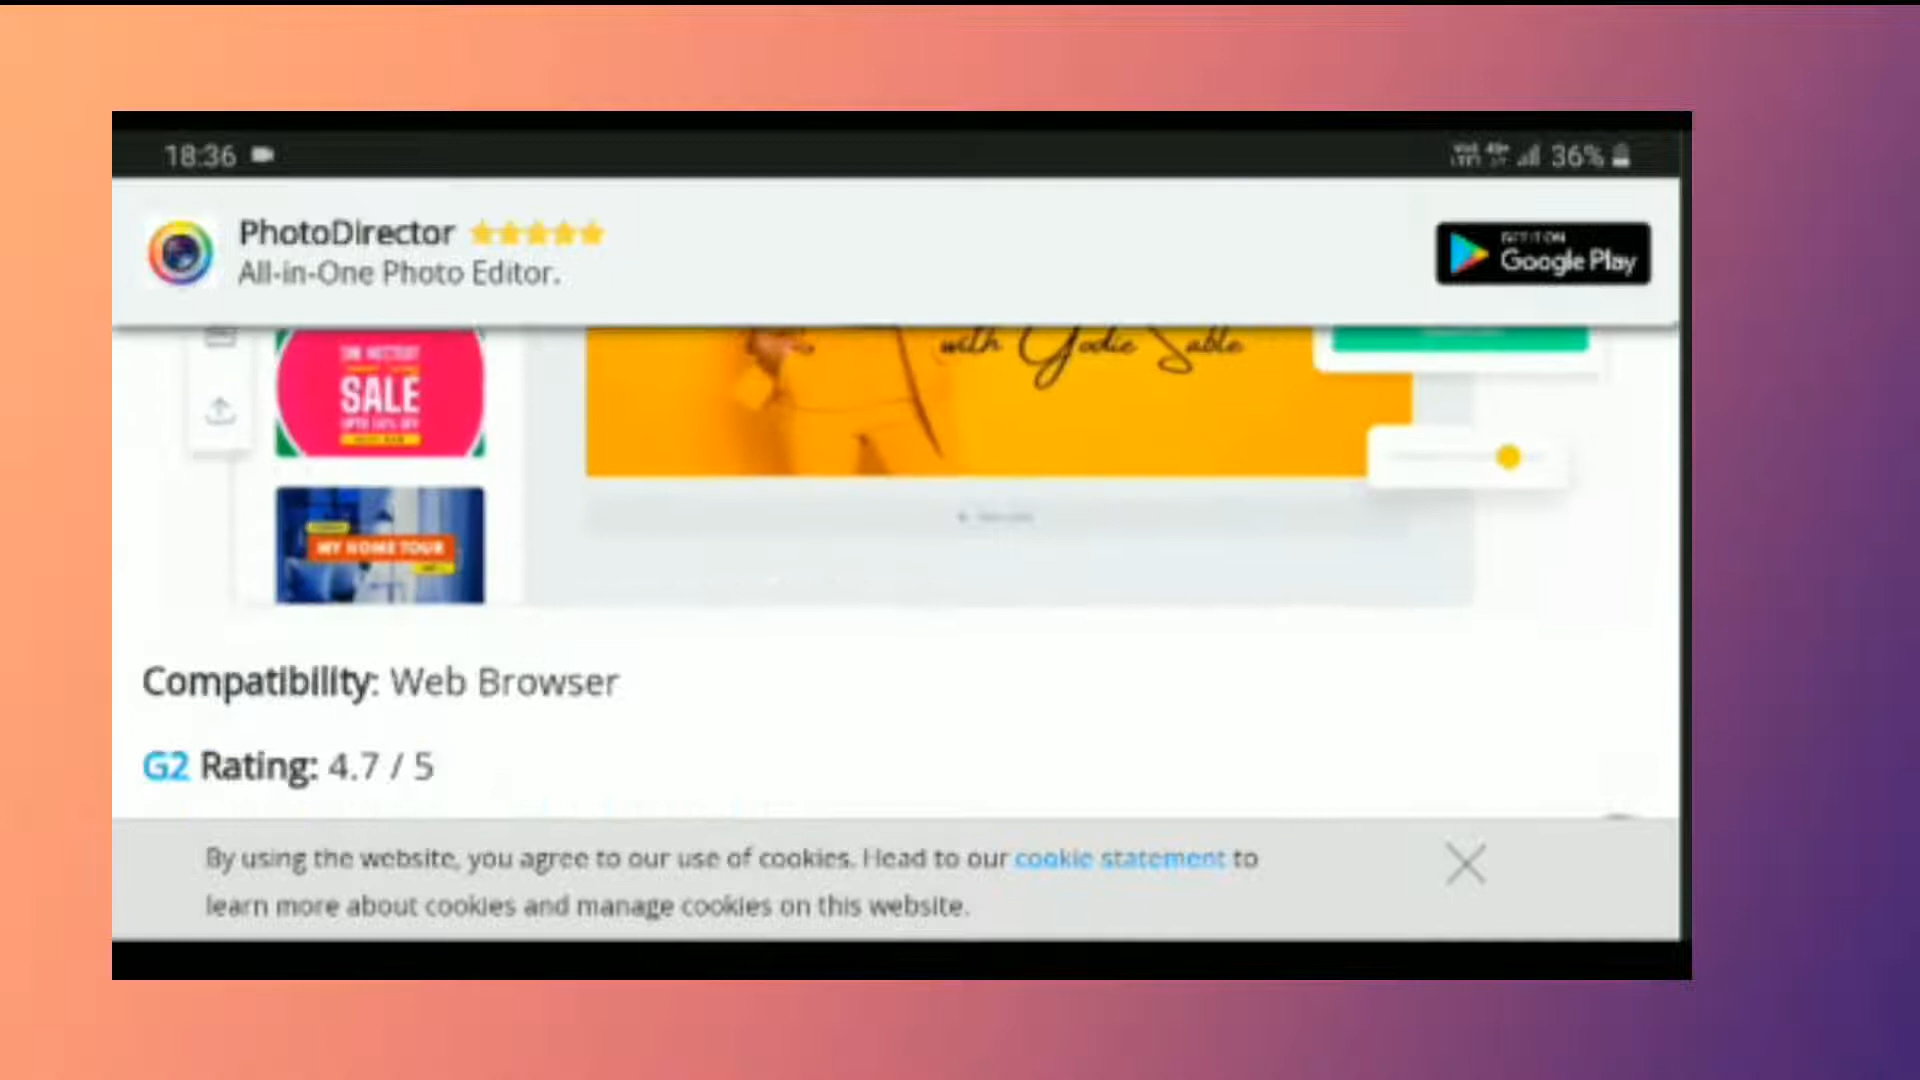 18:36
36%
PhotoDirector
All-in-One Photo Editor.
GET IT ON
Google Play
with Yodie Sable
SALE
MY HOME TOUR
Compatibility: Web Browser
G2 Rating: 4.7 / 5
By using the website, you agree to our use of cookies. Head to our cookie statement to
learn more about cookies and manage cookies on this website.